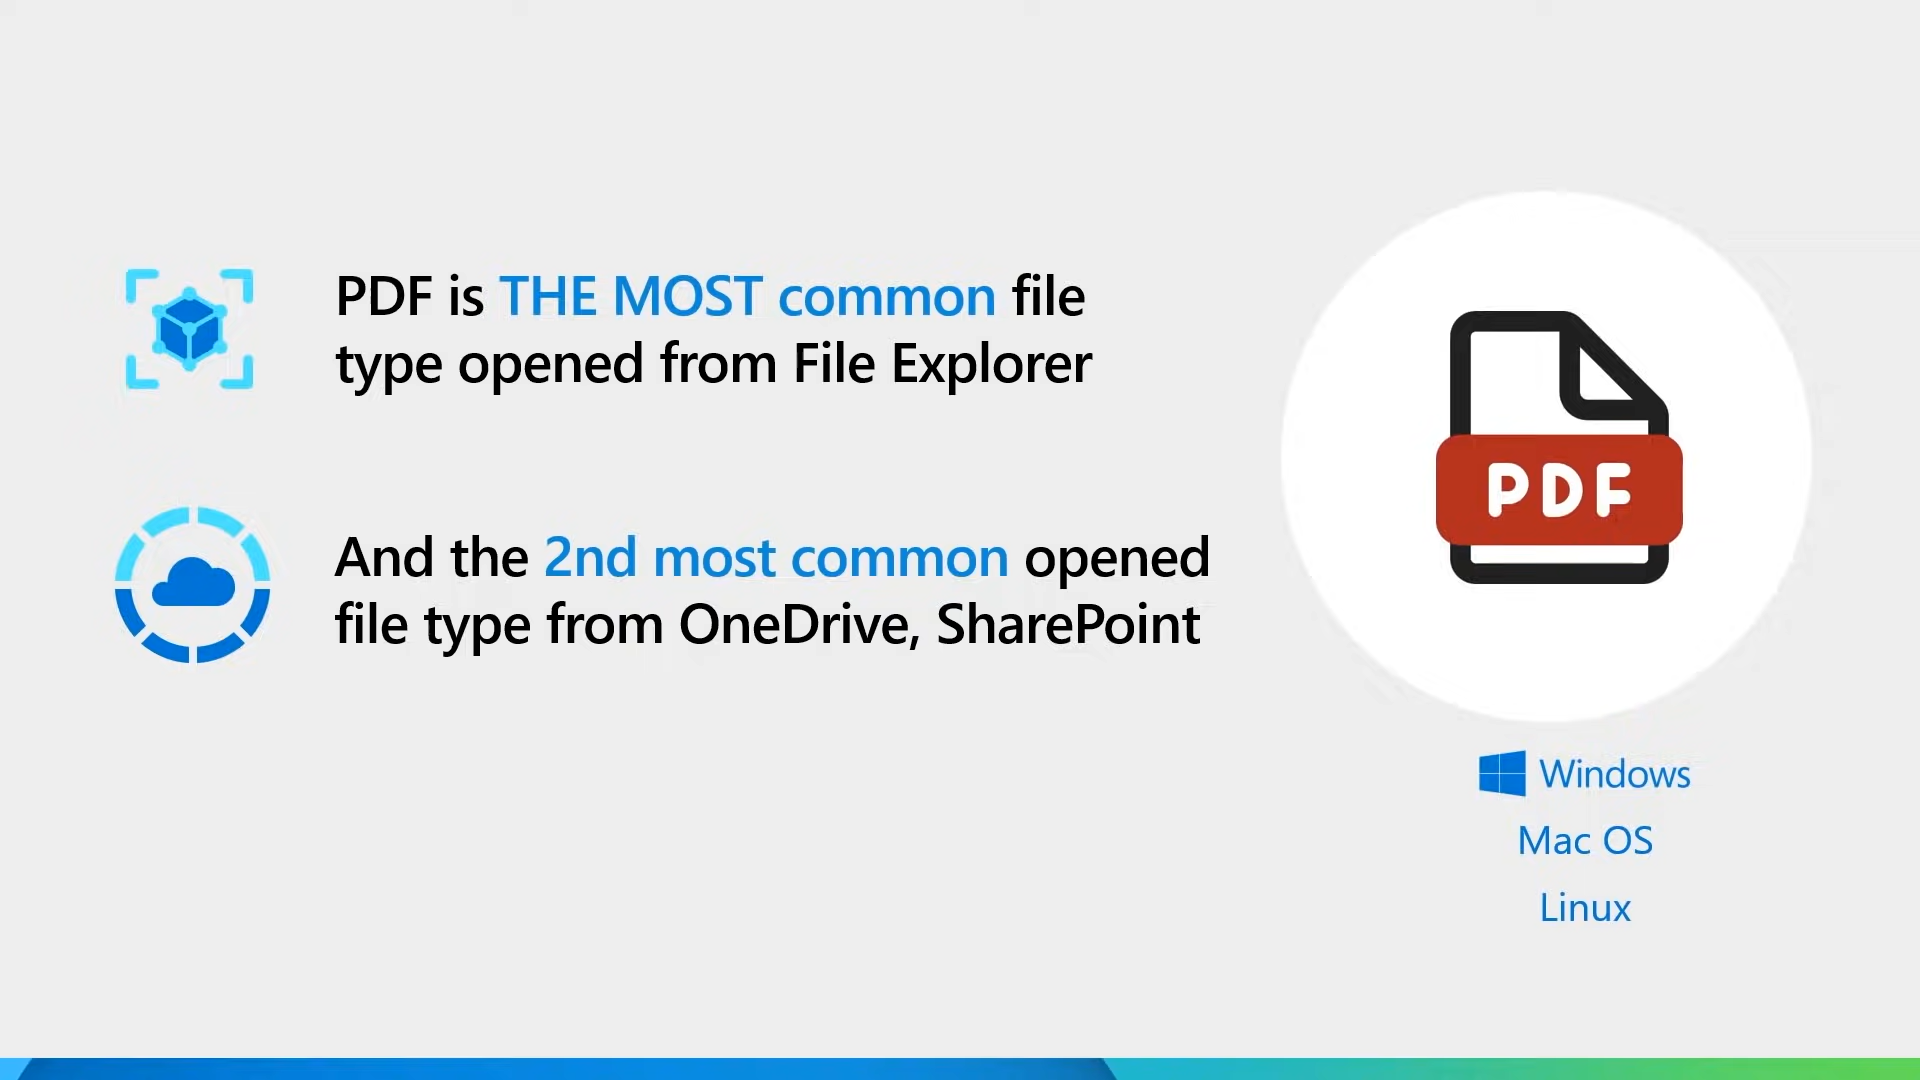 PDF is THE MOST common file
type opened from File Explorer
And the 2nd most common opened
file type from OneDrive, SharePoint
PDF
Windows
Mac OS
Linux